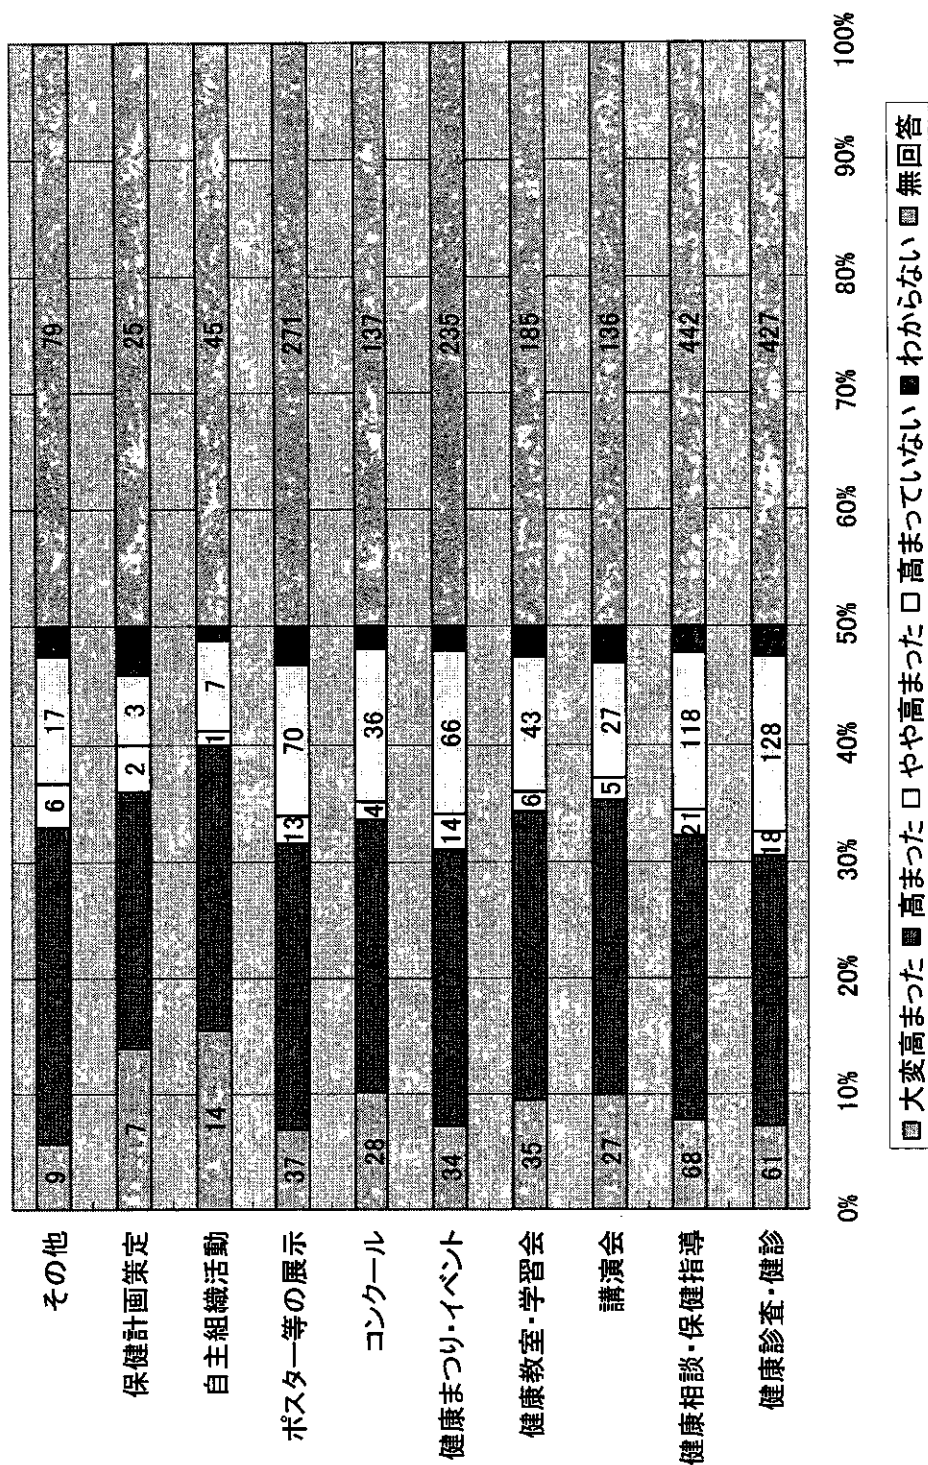 その他 9 6 17 79
保健計画策定 7 2 3 25
自主組織活動 14 1 7 45
ポスター等の展示 37 13 70 271
コンクール 28 4 36 137
健康まつり・イベント 34 14 66 235
健康教室・学習会 35 6 43 185
講演会 27 5 27 136
健康相談・保健指導 68 21 118 442
健康診査・健診 61 18 128 427
0% 10% 20% 30% 40% 50% 60% 70% 80% 90% 100%
大変高まった 高まった やや高まった 高まっていない わからない 無回答